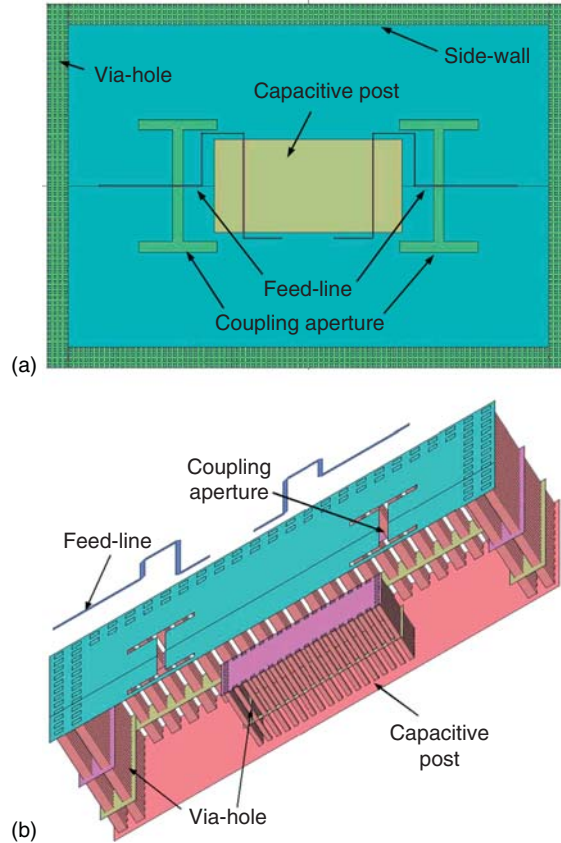 (a)
Via-hole
Side-wall
Capacitive post
Feed-line
Coupling aperture
(b)
Coupling
aperture
Feed-line
Capacitive
post
Via-hole